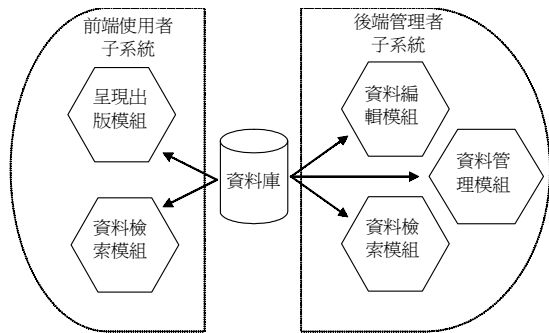 前端使用者
子系統
呈現出
版模組
資料檢
索模組
資料庫
後端管理者
子系統
資料編
輯模組
資料管
理模組
資料檢
索模組